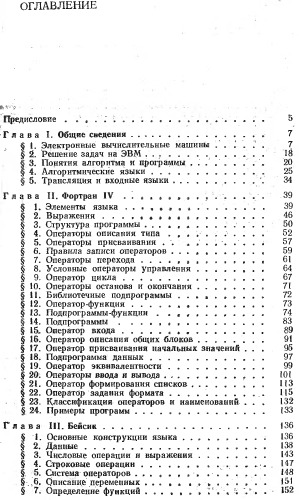 ОГЛАВЛЕНИЕ
Предисловие . . . . . . . . . . 5
Глава I. Общие сведения . . . . . . . . . . 7
§ 1. Электронные вычислительные машины . . . . . 7
§ 2. Решение задач на ЭВМ . . . . . . . . . . 18
§ 3. Понятия алгоритма и программы . . . . . . . 20
§ 4. Алгоритмические языки . . . . . . . . . . 25
§ 5. Трансляция и входные языки . . . . . . . . 34
Глава II. Фортран IV . . . . . . . . . . 39
§ 1. Элементы языка . . . . . . . . . . 39
§ 2. Выражения . . . . . . . . . . 46
§ 3. Структура программы . . . . . . . . . . 50
§ 4. Операторы описания типа . . . . . . . . . 52
§ 5. Операторы присваивания . . . . . . . . . 57
§ 6. Правила записи операторов . . . . . . . . 59
§ 7. Операторы перехода . . . . . . . . . . 61
§ 8. Условные операторы управления . . . . . . . 64
§ 9. Оператор цикла . . . . . . . . . . 67
§ 10. Операторы останова и окончания . . . . . . 71
§ 11. Библиотечные подпрограммы . . . . . . . . 72
§ 12. Оператор-функция . . . . . . . . . . 73
§ 13. Подпрограммы-функции . . . . . . . . . . 74
§ 14. Подпрограммы . . . . . . . . . . 83
§ 15. Оператор входа . . . . . . . . . . 89
§ 16. Оператор описания общих блоков . . . . . . 91
§ 17. Оператор присваивания начальных значений . . 95
§ 18. Подпрограмма данных . . . . . . . . . . 97
§ 19. Оператор эквивалентности . . . . . . . . . 99
§ 20. Операторы ввода и вывода . . . . . . . . 101
§ 21. Оператор формирования списков . . . . . . 113
§ 22. Оператор задания формата . . . . . . . . 115
§ 23. Классификация операторов и наименований . . 132
§ 24. Примеры программ . . . . . . . . . . 133
Глава III. Бейсик . . . . . . . . . . 136
§ 1. Основные конструкции языка . . . . . . . . 136
§ 2. Данные . . . . . . . . . . 138
§ 3. Числовые операции и выражения . . . . . . . 143
§ 4. Строковые операции . . . . . . . . . . 147
§ 5. Система операторов . . . . . . . . . . 148
§ 6. Описание переменных . . . . . . . . . . 151
§ 7. Определение функций . . . . . . . . . . 152